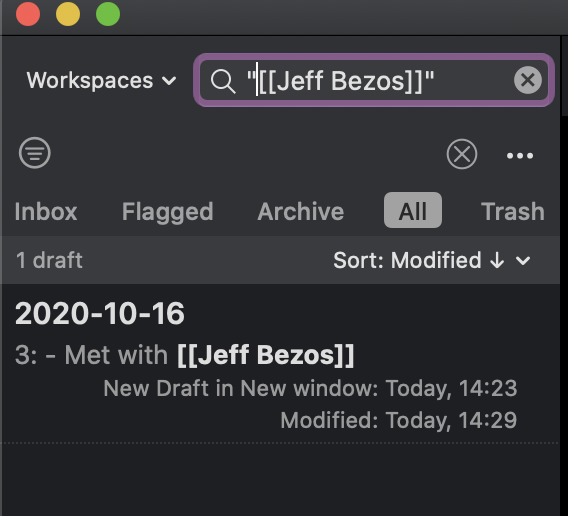 Workspaces "[[Jeff Bezos]]"
Inbox Flagged Archive All Trash
1 draft Sort: Modified ↓
2020-10-16
3: - Met with [[Jeff Bezos]]
New Draft in New window: Today, 14:23
Modified: Today, 14:29